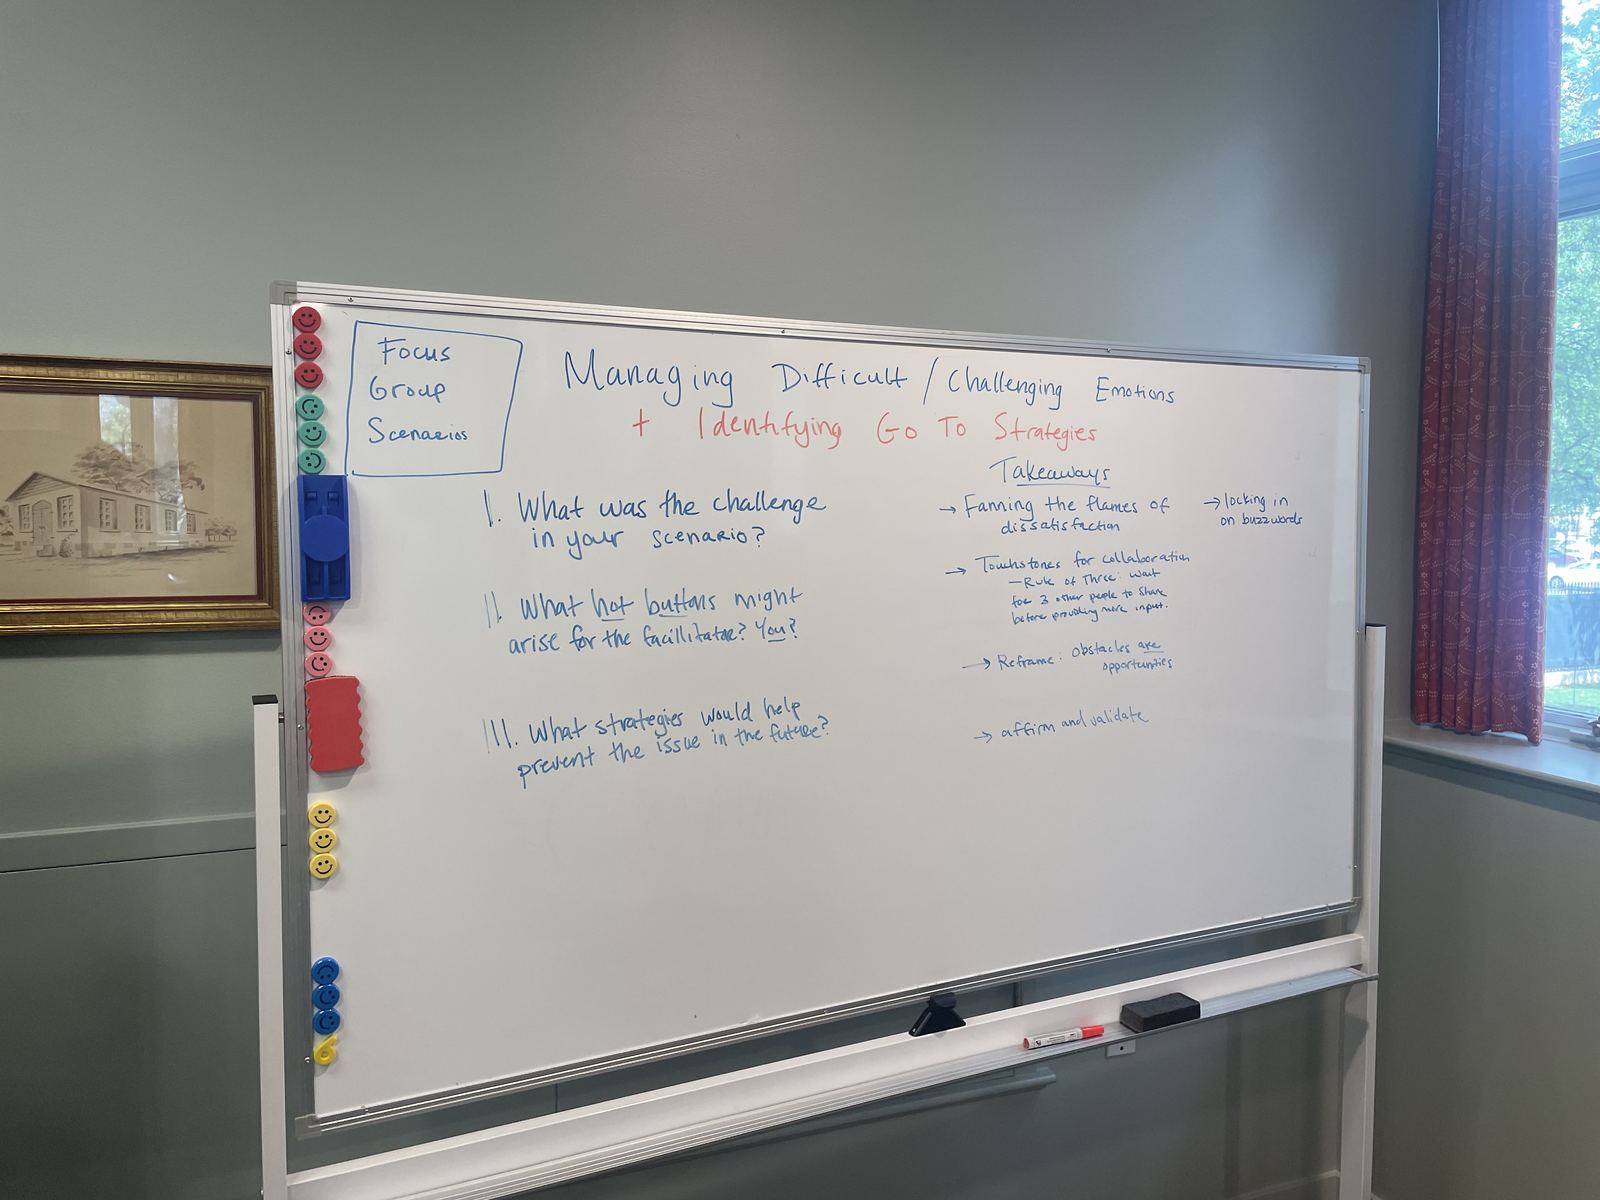 Focus
Group
Scenarios
Managing Difficult / Challenging Emotions
+ Identifying Go To Strategies
I. What was the challenge
in your scenario?
II. What hot buttons might
arise for the facillitator? You?
III. What strategies would help
prevent the issue in the future?
Takeaways
→ Fanning the flames of
dissatisfaction
→ locking in
on buzzwords
→ Touchstones for collaboration
— Rule of Three: wait
for 3 other people to share
before providing more input.
→ Reframe: Obstacles are
opportunities
→ affirm and validate
6